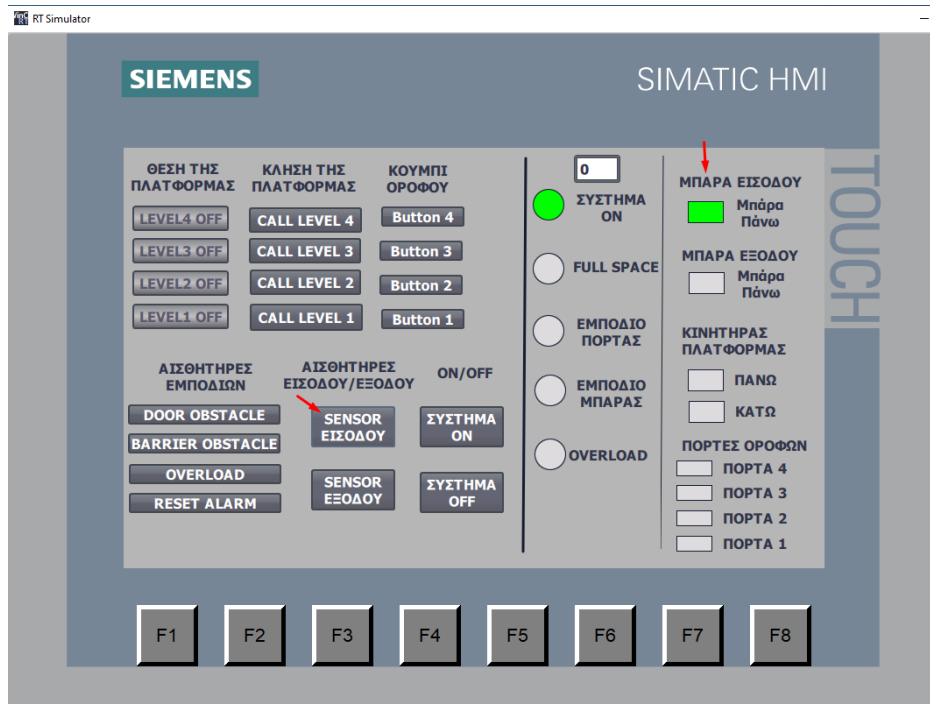 RT Simulator
SIEMENS
SIMATIC HMI
TOUCH
ΘΕΣΗ ΤΗΣ
ΠΛΑΤΦΟΡΜΑΣ
ΚΛΗΣΗ ΤΗΣ
ΠΛΑΤΦΟΡΜΑΣ
ΚΟΥΜΠΙ
ΟΡΟΦΟΥ
LEVEL4 OFF
CALL LEVEL 4
Button 4
LEVEL3 OFF
CALL LEVEL 3
Button 3
LEVEL2 OFF
CALL LEVEL 2
Button 2
LEVEL1 OFF
CALL LEVEL 1
Button 1
ΑΙΣΘΗΤΗΡΕΣ
ΕΜΠΟΔΙΩΝ
ΑΙΣΘΗΤΗΡΕΣ
ΕΙΣΟΔΟΥ/ΕΞΟΔΟΥ
ON/OFF
DOOR OBSTACLE
BARRIER OBSTACLE
OVERLOAD
RESET ALARM
SENSOR
ΕΙΣΟΔΟΥ
SENSOR
ΕΞΟΔΟΥ
ΣΥΣΤΗΜΑ
ON
ΣΥΣΤΗΜΑ
OFF
0
ΣΥΣΤΗΜΑ
ON
FULL SPACE
ΕΜΠΟΔΙΟ
ΠΟΡΤΑΣ
ΕΜΠΟΔΙΟ
ΜΠΑΡΑΣ
OVERLOAD
ΜΠΑΡΑ ΕΙΣΟΔΟΥ
Μπάρα
Πάνω
ΜΠΑΡΑ ΕΞΟΔΟΥ
Μπάρα
Πάνω
ΚΙΝΗΤΗΡΑΣ
ΠΛΑΤΦΟΡΜΑΣ
ΠΑΝΩ
ΚΑΤΩ
ΠΟΡΤΕΣ ΟΡΟΦΩΝ
ΠΟΡΤΑ 4
ΠΟΡΤΑ 3
ΠΟΡΤΑ 2
ΠΟΡΤΑ 1
F1
F2
F3
F4
F5
F6
F7
F8